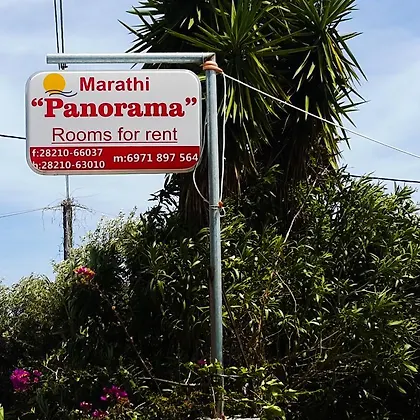 Marathi
“Panorama”
Rooms for rent
f:28210-66037
h:28210-63010
m:6971 897 564